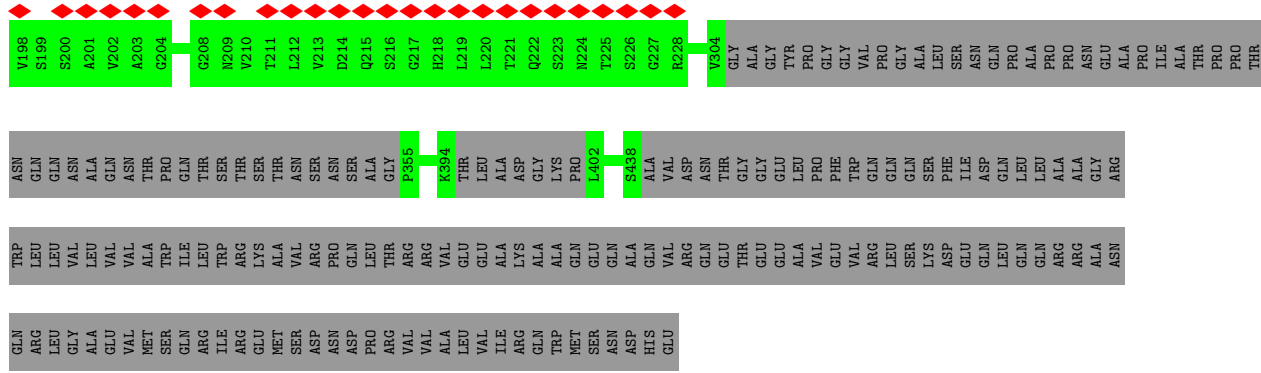 V198 S199 S200 A201 V202 A203 G204 G208 N209 V210 T211 L212 V213 D214 Q215 S216 G217 H218 L219 L220 T221 Q222 S223 N224 T225 S226 G227 R228 V304 GLY ALA GLY TYR PRO GLY GLY VAL PRO GLY ALA LEU SER ASN GLN PRO ALA PRO PRO ASN GLU ALA PRO ILE ALA THR PRO PRO THR
ASN GLN GLN ASN ALA GLN ASN THR PRO GLN THR SER THR SER THR ASN SER ASN SER ALA GLY P355 K394 THR LEU ALA ASP GLY LYS PRO L402 S438 ALA VAL ASP ASN THR GLY GLY GLU LEU PRO PHE TRP GLN GLN GLN SER PHE ILE ASP GLN LEU LEU ALA ALA GLY ARG
TRP LEU LEU VAL LEU VAL VAL ALA TRP ILE LEU TRP ARG LYS ALA VAL ARG PRO GLN LEU THR ARG ARG VAL GLU GLU ALA LYS ALA ALA GLN GLU GLN ALA GLN VAL ARG GLN GLU THR GLU GLU ALA VAL GLU VAL ARG LEU SER LYS ASP GLU GLN LEU GLN GLN ARG ARG ALA ASN
GLN ARG LEU GLY ALA GLU VAL MET SER GLN ARG ILE ARG GLU MET SER ASP ASN ASP PRO ARG VAL VAL ALA LEU VAL ILE ARG GLN TRP MET SER ASN ASP HIS GLU